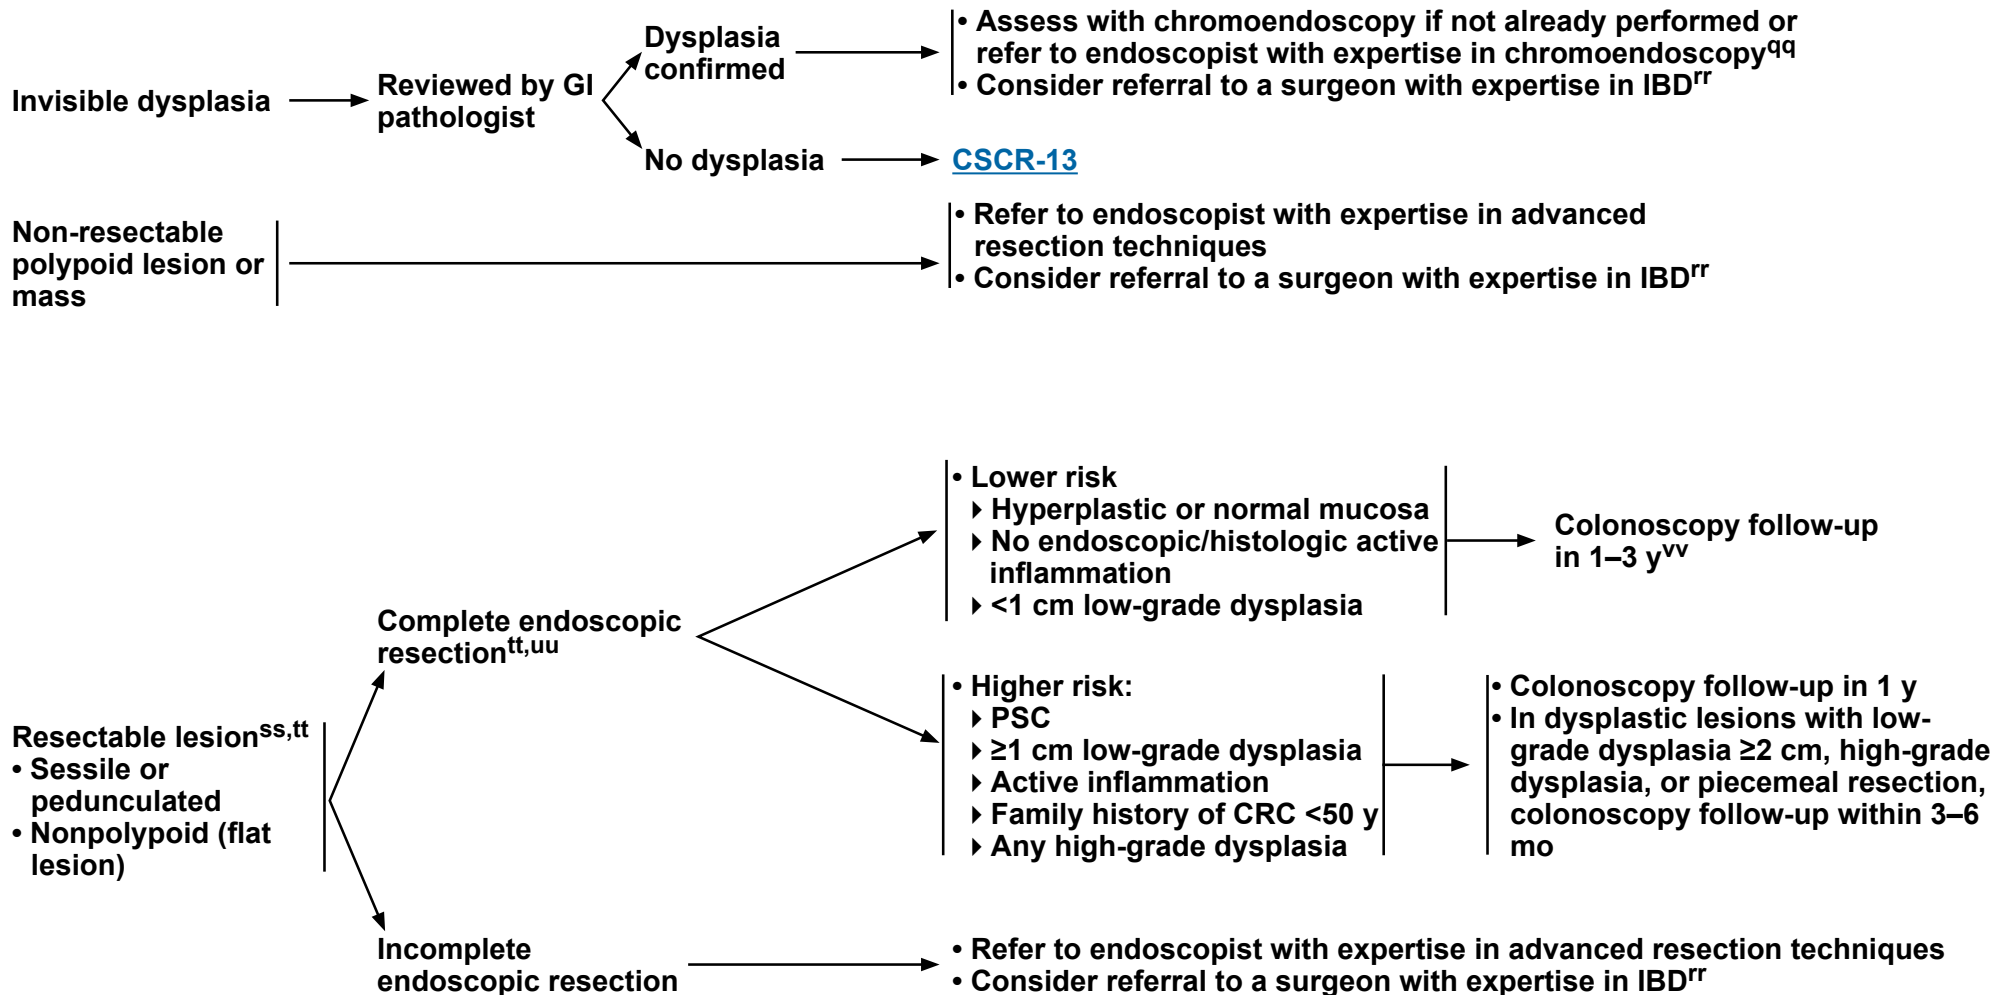 Invisible dysplasia
Reviewed by GI
pathologist
Dysplasia
confirmed
• Assess with chromoendoscopy if not already performed or
refer to endoscopist with expertise in chromoendoscopyqq
• Consider referral to a surgeon with expertise in IBDrr
No dysplasia
CSCR-13
Non-resectable
polypoid lesion or
mass
• Refer to endoscopist with expertise in advanced
resection techniques
• Consider referral to a surgeon with expertise in IBDrr
Resectable lesionss,tt
• Sessile or
pedunculated
• Nonpolypoid (flat
lesion)
Complete endoscopic
resectiontt,uu
• Lower risk
Hyperplastic or normal mucosa
No endoscopic/histologic active
inflammation
<1 cm low-grade dysplasia
Colonoscopy follow-up
in 1–3 yvv
• Higher risk:
PSC
≥1 cm low-grade dysplasia
Active inflammation
Family history of CRC <50 y
Any high-grade dysplasia
• Colonoscopy follow-up in 1 y
• In dysplastic lesions with low-
grade dysplasia ≥2 cm, high-grade
dysplasia, or piecemeal resection,
colonoscopy follow-up within 3–6
mo
Incomplete
endoscopic resection
• Refer to endoscopist with expertise in advanced resection techniques
• Consider referral to a surgeon with expertise in IBDrr